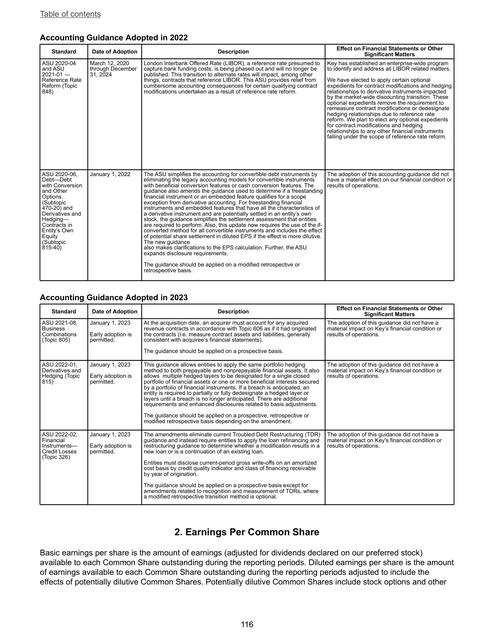 Table of contents
Accounting Guidance Adopted in 2022
Standard
Date of Adoption
Description
Effect on Financial Statements or Other
Significant Matters
ASU 2020-04
and ASU
2021-01 —
Reference Rate
Reform (Topic
848)
March 12, 2020
through December
31, 2024
London Interbank Offered Rate (LIBOR), a reference rate presumed to
capture bank funding costs, is being phased out and will no longer be
published. This transition to alternate rates will impact, among other
things, contracts that reference LIBOR. This ASU provides relief from
cumbersome accounting consequences for certain qualifying contract
modifications undertaken as a result of reference rate reform.
Key has established an enterprise-wide program
to identify and address all LIBOR related matters.
We have elected to apply certain optional
expedients for contract modifications and hedging
relationships to derivative instruments impacted
by the market-wide discounting transition. These
optional expedients remove the requirement to
remeasure contract modifications or dedesignate
hedging relationships due to reference rate
reform. We plan to elect any optional expedients
for contract modifications and hedging
relationships to any other financial instruments
falling under the scope of reference rate reform.
ASU 2020-06,
Debt—Debt
with Conversion
and Other
Options
(Subtopic
470-20) and
Derivatives and
Hedging—
Contracts in
Entity's Own
Equity
(Subtopic
815-40)
January 1, 2022
The ASU simplifies the accounting for convertible debt instruments by
eliminating the legacy accounting models for convertible instruments
with beneficial conversion features or cash conversion features. The
guidance also amends the guidance used to determine if a freestanding
financial instrument or an embedded feature qualifies for a scope
exception from derivative accounting. For freestanding financial
instruments and embedded features that have all the characteristics of
a derivative instrument and are potentially settled in an entity's own
stock, the guidance simplifies the settlement assessment that entities
are required to perform. Also, this update now requires the use of the if-
converted method for all convertible instruments and includes the effect
of potential share settlement in diluted EPS if the effect is more dilutive.
The new guidance
also makes clarifications to the EPS calculation. Further, the ASU
expands disclosure requirements.
The guidance should be applied on a modified retrospective or
retrospective basis.
The adoption of this accounting guidance did not
have a material effect on our financial condition or
results of operations.
Accounting Guidance Adopted in 2023
Standard
Date of Adoption
Description
Effect on Financial Statements or Other
Significant Matters
ASU 2021-08,
Business
Combinations
(Topic 805)
January 1, 2023
Early adoption is
permitted.
At the acquisition date, an acquirer must account for any acquired
revenue contracts in accordance with Topic 606 as if it had originated
the contracts (i.e. measure contract assets and liabilities, generally
consistent with acquiree's financial statements).
The guidance should be applied on a prospective basis.
The adoption of this guidance did not have a
material impact on Key's financial condition or
results of operations.
ASU 2022-01,
Derivatives and
Hedging (Topic
815)
January 1, 2023
Early adoption is
permitted.
This guidance allows entities to apply the same portfolio hedging
method to both prepayable and nonprepayable financial assets. It also
allows multiple hedged layers to be designated for a single closed
portfolio of financial assets or one or more beneficial interests secured
by a portfolio of financial instruments. If a breach is anticipated, an
entity is required to partially or fully dedesignate a hedged layer or
layers until a breach is no longer anticipated. There are additional
requirements and enhanced disclosures related to basis adjustments.
The guidance should be applied on a prospective, retrospective or
modified retrospective basis depending on the amendment.
The adoption of this guidance did not have a
material impact on Key's financial condition or
results of operations.
ASU 2022-02,
Financial
Instruments—
Credit Losses
(Topic 326)
January 1, 2023
Early adoption is
permitted.
The amendments eliminate current Troubled Debt Restructuring (TDR)
guidance and instead require entities to apply the loan refinancing and
restructuring guidance to determine whether a modification results in a
new loan or is a continuation of an existing loan.
Entities must disclose current-period gross write-offs on an amortized
cost basis by credit quality indicator and class of financing receivable
by year of origination.
The guidance should be applied on a prospective basis except for
amendments related to recognition and measurement of TDRs, where
a modified retrospective transition method is optional.
The adoption of this guidance did not have a
material impact on Key's financial condition or
results of operations.
2. Earnings Per Common Share
Basic earnings per share is the amount of earnings (adjusted for dividends declared on our preferred stock)
available to each Common Share outstanding during the reporting periods. Diluted earnings per share is the amount
of earnings available to each Common Share outstanding during the reporting periods adjusted to include the
effects of potentially dilutive Common Shares. Potentially dilutive Common Shares include stock options and other
116